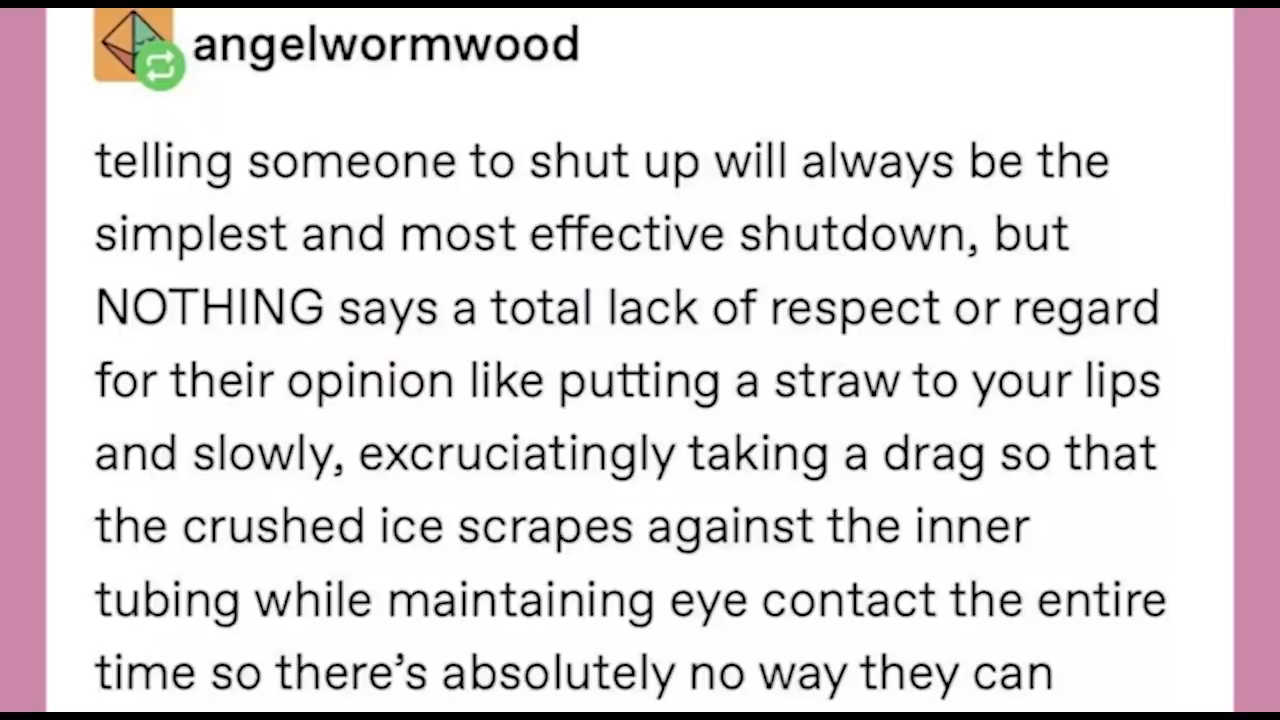 angelwormwood
telling someone to shut up will always be the
simplest and most effective shutdown, but
NOTHING says a total lack of respect or regard
for their opinion like putting a straw to your lips
and slowly, excruciatingly taking a drag so that
the crushed ice scrapes against the inner
tubing while maintaining eye contact the entire
time so there’s absolutely no way they can